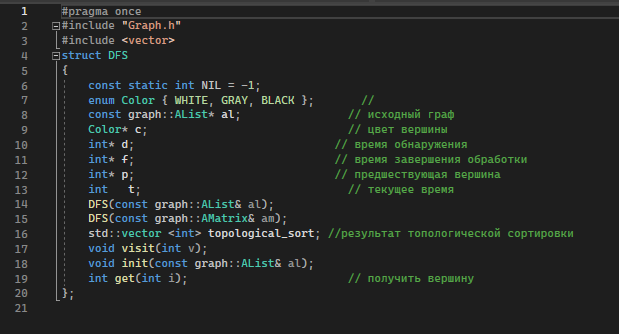 1 #pragma once
2 #include "Graph.h"
3 #include <vector>
4 struct DFS
5 {
6 const static int NIL = -1;
7 enum Color { WHITE, GRAY, BLACK }; //
8 const graph::AList* al; // исходный граф
9 Color* c; // цвет вершины
10 int* d; // время обнаружения
11 int* f; // время завершения обработки
12 int* p; // предшествующая вершина
13 int t; // текущее время
14 DFS(const graph::AList& al);
15 DFS(const graph::AMatrix& am);
16 std::vector <int> topological_sort; //результат топологической сортировки
17 void visit(int v);
18 void init(const graph::AList& al);
19 int get(int i); // получить вершину
20 };
21